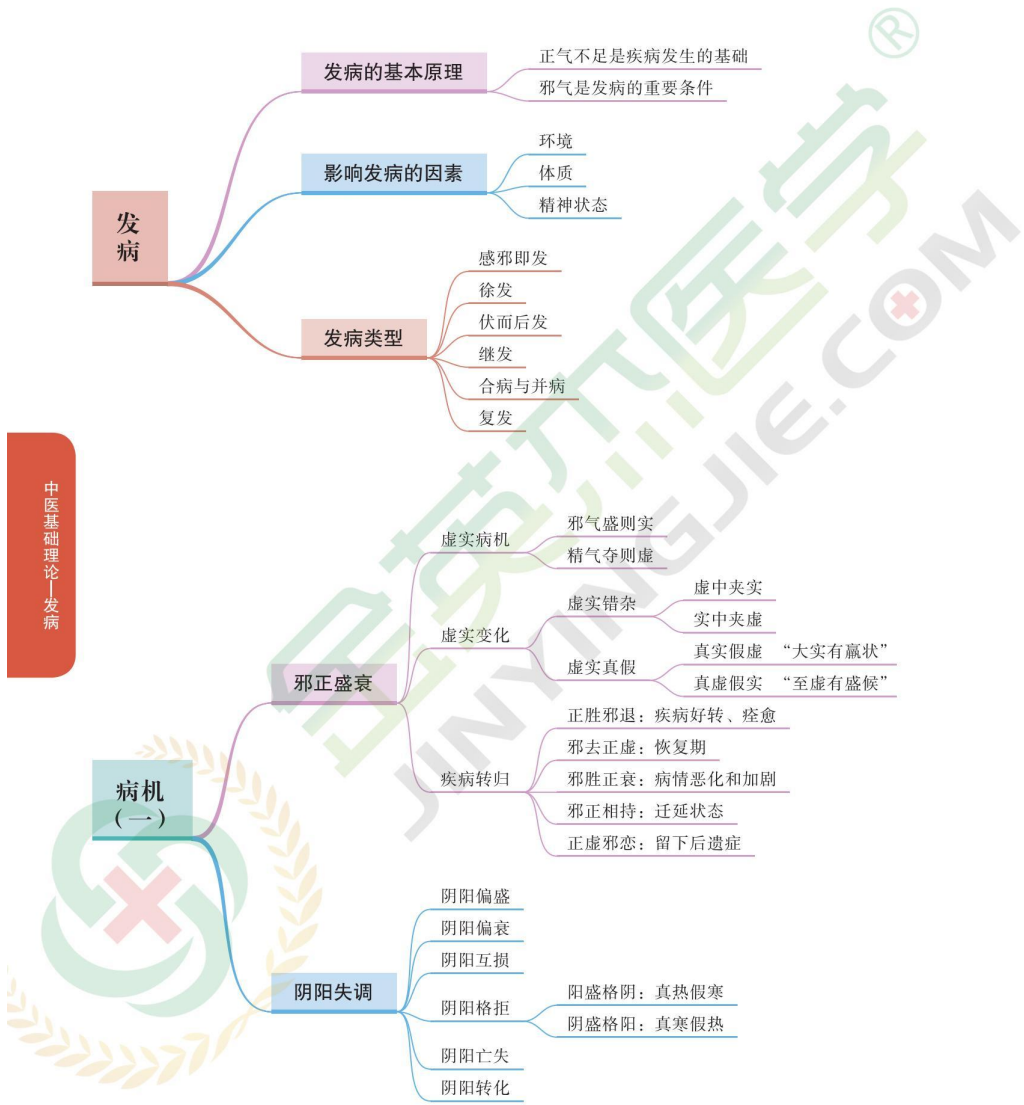 发病
发病的基本原理
正气不足是疾病发生的基础
邪气是发病的重要条件
影响发病的因素
环境
体质
精神状态
发病类型
感邪即发
徐发
伏而后发
继发
合病与并病
复发
中医基础理论—发病
病机
（一）
邪正盛衰
虚实病机
邪气盛则实
精气夺则虚
虚实变化
虚实错杂
虚中夹实
实中夹虚
虚实真假
真实假虚 “大实有羸状”
真虚假实 “至虚有盛候”
疾病转归
正胜邪退：疾病好转、痊愈
邪去正虚：恢复期
邪胜正衰：病情恶化和加剧
邪正相持：迁延状态
正虚邪恋：留下后遗症
阴阳失调
阴阳偏盛
阴阳偏衰
阴阳互损
阴阳格拒
阳盛格阴：真热假寒
阴盛格阳：真寒假热
阴阳亡失
阴阳转化
金英杰医学
®
JINYINGJIE.COM